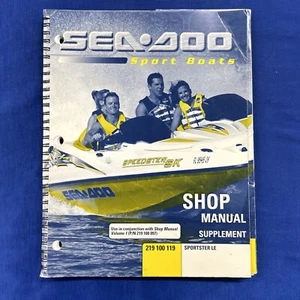 SEA•DOO
Sport Boats
SPEEDSTER SK
SEA•DOO
SHOP
MANUAL
SUPPLEMENT
Use in conjunction with Shop Manual
Volume 1 (P/N 219 100 097)
219 100 119 SPORTSTER LE